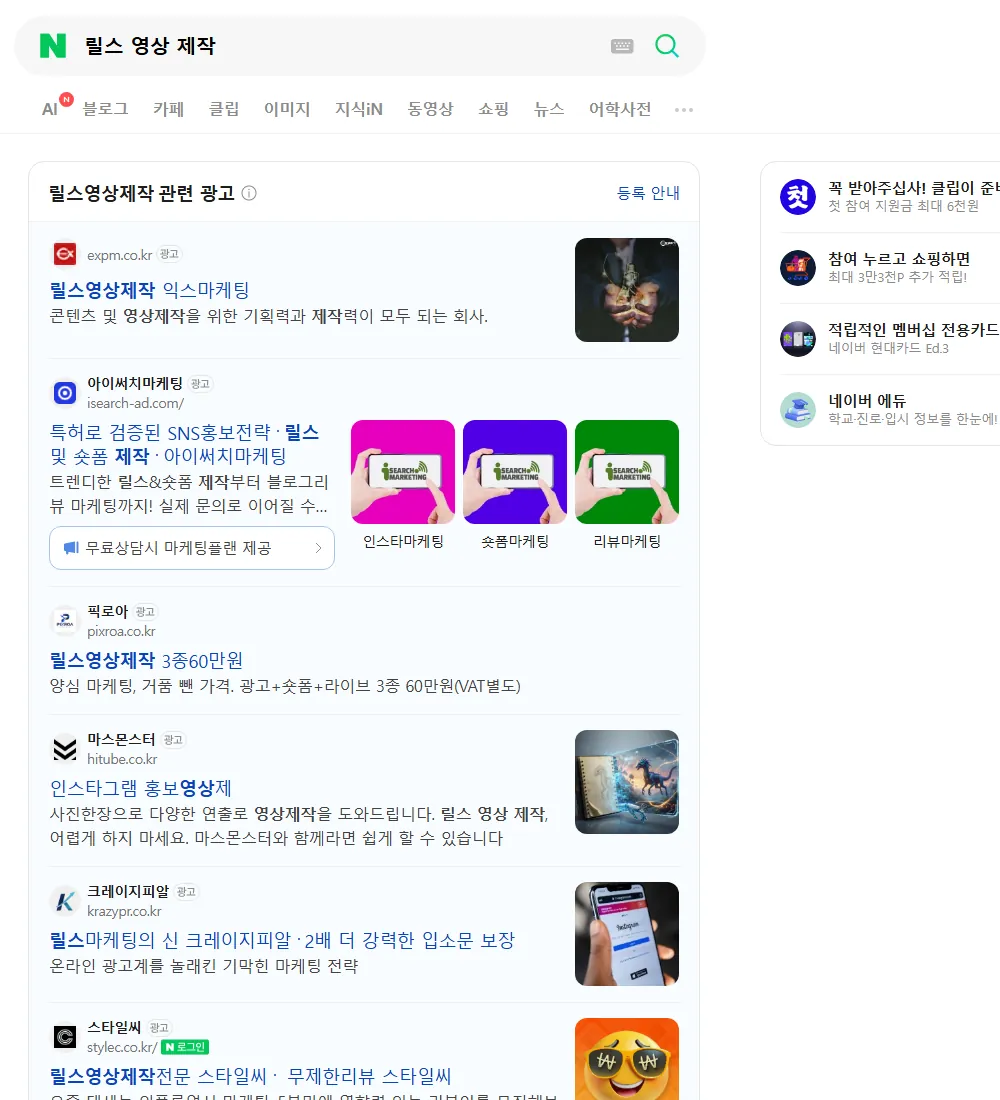 릴스 영상 제작
AI N 블로그 카페 클립 이미지 지식iN 동영상 쇼핑 뉴스 어학사전
릴스영상제작 관련 광고
등록 안내
expm.co.kr 광고
릴스영상제작 익스마케팅
콘텐츠 및 영상제작을 위한 기획력과 제작력이 모두 되는 회사.
아이써치마케팅 광고
isearch-ad.com/
특허로 검증된 SNS홍보전략 · 릴스
및 숏폼 제작 · 아이써치마케팅
트렌디한 릴스&숏폼 제작부터 블로그리
뷰 마케팅까지! 실제 문의로 이어질 수...
무료상담시 마케팅플랜 제공
iSEARCH MARKETING
iSEARCH MARKETING
iSEARCH MARKETING
인스타마케팅
숏폼마케팅
리뷰마케팅
픽로아 광고
pixroa.co.kr
릴스영상제작 3종60만원
양심 마케팅, 거품 뺀 가격. 광고+숏폼+라이브 3종 60만원(VAT별도)
마스몬스터 광고
hitube.co.kr
인스타그램 홍보영상제
사진한장으로 다양한 연출로 영상제작을 도와드립니다. 릴스 영상 제작,
어렵게 하지 마세요. 마스몬스터와 함께라면 쉽게 할 수 있습니다
크레이지피알 광고
krazypr.co.kr
릴스마케팅의 신 크레이지피알 · 2배 더 강력한 입소문 보장
온라인 광고계를 놀래킨 기막힌 마케팅 전략
Instagram
스타일씨 광고
stylec.co.kr/ N 로그인
릴스영상제작전문 스타일씨 · 무제한리뷰 스타일씨
첫
꼭 받아주십사! 클립이 준비
첫 참여 지원금 최대 6천원
참여 누르고 쇼핑하면
최대 3만3천P 추가 적립!
적립적인 멤버십 전용카드
네이버 현대카드 Ed.3
네이버 에듀
학교·진로·입시 정보를 한눈에!